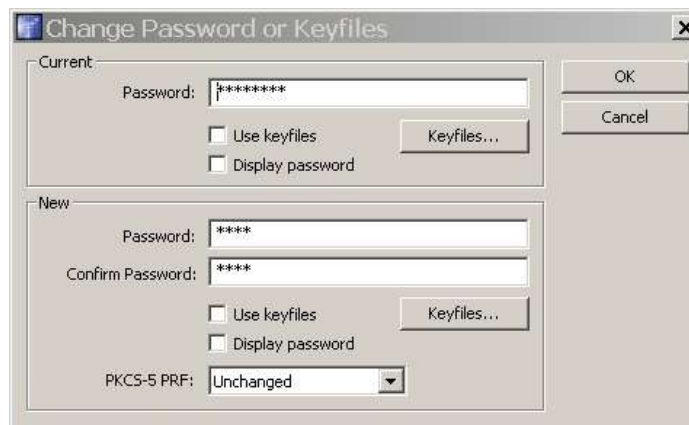 Change Password or Keyfiles
Current
Password: ********
Use keyfiles
Keyfiles...
Display password
OK
Cancel
New
Password: ****
Confirm Password: ****
Use keyfiles
Keyfiles...
Display password
PKCS-5 PRF: Unchanged